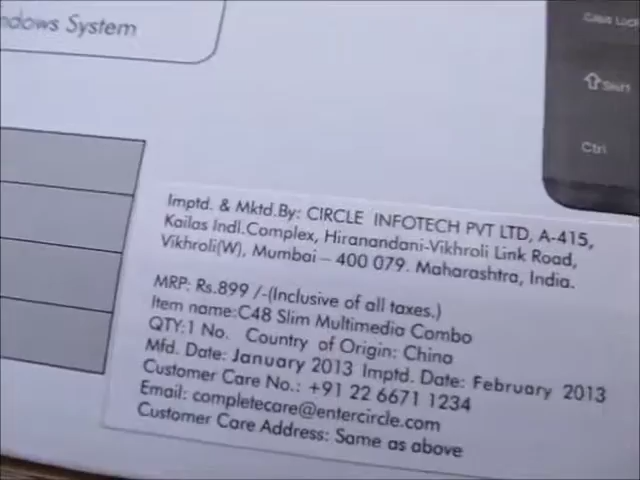 Windows System
Caps Lock
Shift
Ctrl
Imptd. & Mktd.By: CIRCLE INFOTECH PVT LTD, A-415,
Kailas Indl.Complex, Hiranandani-Vikhroli Link Road,
Vikhroli(W), Mumbai – 400 079. Maharashtra, India.
MRP: Rs.899 /-(Inclusive of all taxes.)
Item name:C48 Slim Multimedia Combo
QTY:1 No. Country of Origin: China
Mfd. Date: January 2013 Imptd. Date: February 2013
Customer Care No.: +91 22 6671 1234
Email: completecare@entercircle.com
Customer Care Address: Same as above